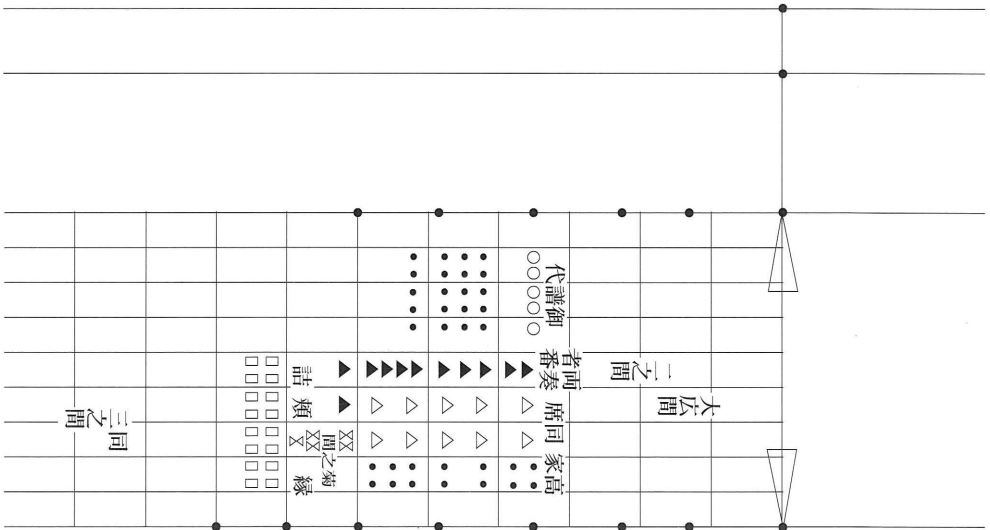 大広間
二之間
高家
同席
両奏
者番
御譜代
菊之間
縁頬詰
同
三之間